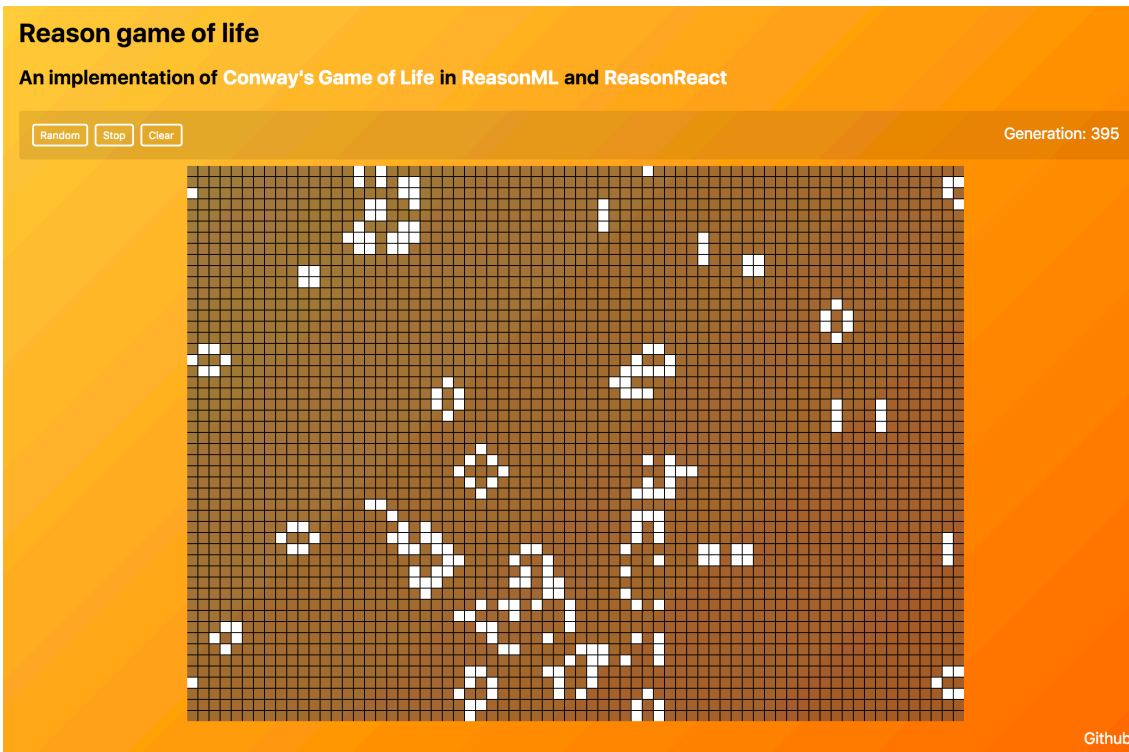 Reason game of life
An implementation of Conway's Game of Life in ReasonML and ReasonReact
Random Stop Clear Generation: 395
Github